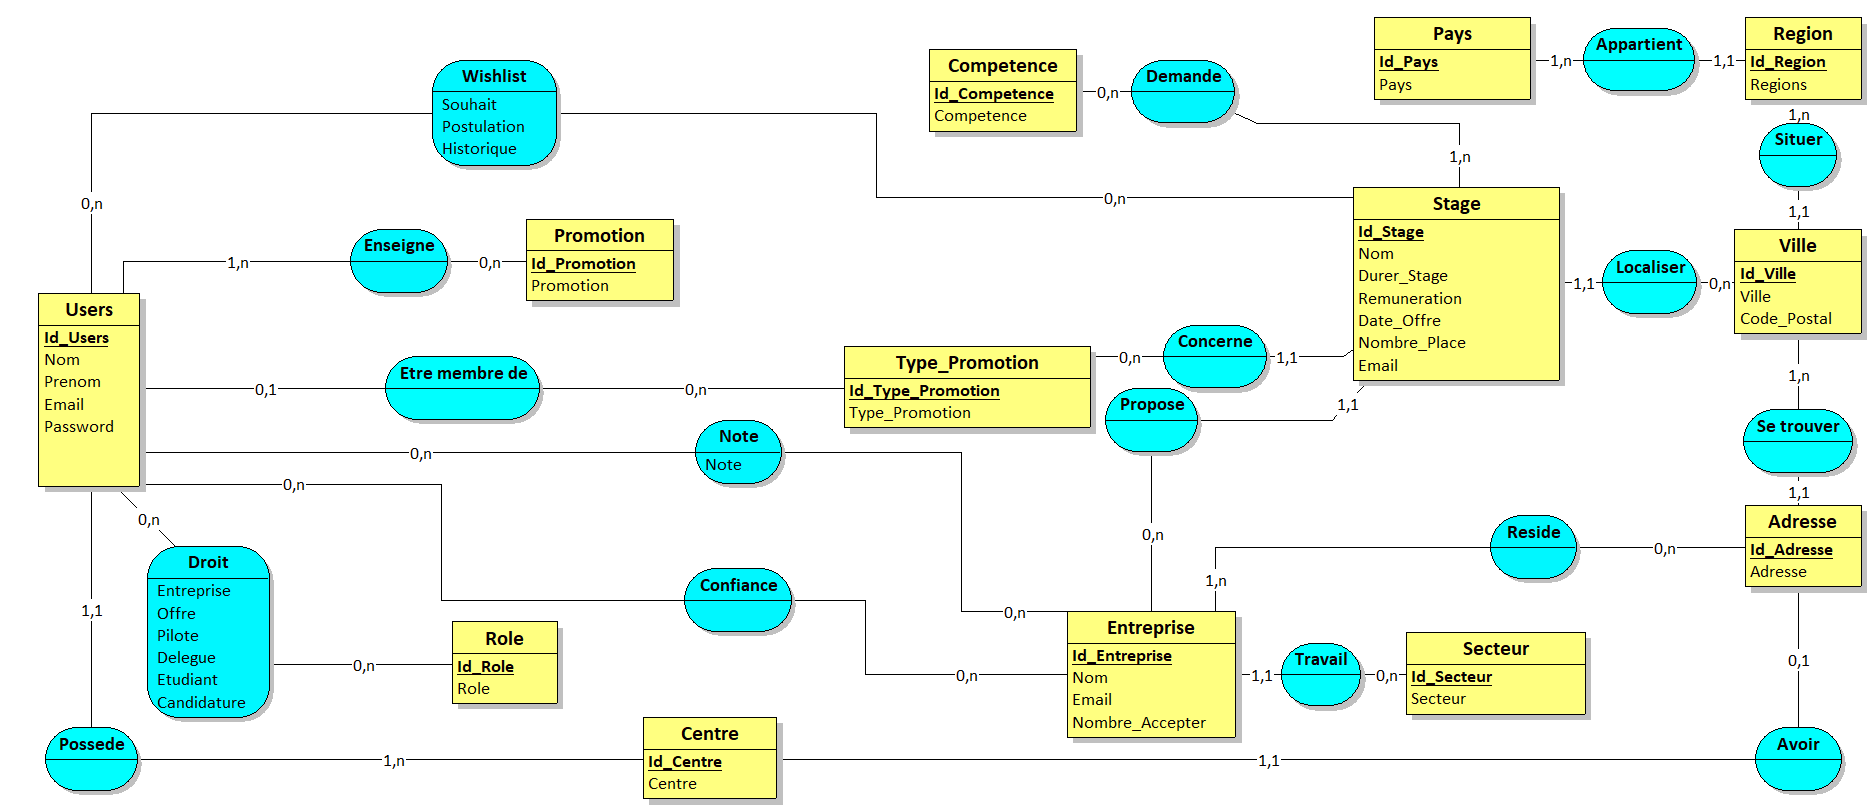 Pays
Id_Pays
Pays
1,n
Appartient
1,1
Region
Id_Region
Regions
1,n
Situer
1,1
Competence
Id_Competence
Competence
0,n
Demande
1,n
Wishlist
Souhait
Postulation
Historique
0,n
0,n
Stage
Id_Stage
Nom
Durer_Stage
Remuneration
Date_Offre
Nombre_Place
Email
1,1
Localiser
0,n
Ville
Id_Ville
Ville
Code_Postal
1,n
Se trouver
1,1
Promotion
Id_Promotion
Promotion
0,n
Enseigne
1,n
Users
Id_Users
Nom
Prenom
Email
Password
0,1
Etre membre de
0,n
Type_Promotion
Id_Type_Promotion
Type_Promotion
0,n
Concerne
1,1
Propose
1,1
0,n
0,n
Note
Note
0,n
0,n
Confiance
0,n
0,n
Droit
Entreprise
Offre
Pilote
Delegue
Etudiant
Candidature
0,n
Role
Id_Role
Role
Entreprise
Id_Entreprise
Nom
Email
Nombre_Accepter
1,n
Reside
0,n
Adresse
Id_Adresse
Adresse
0,1
1,1
Travail
0,n
Secteur
Id_Secteur
Secteur
1,1
Possede
1,n
Centre
Id_Centre
Centre
1,1
Avoir